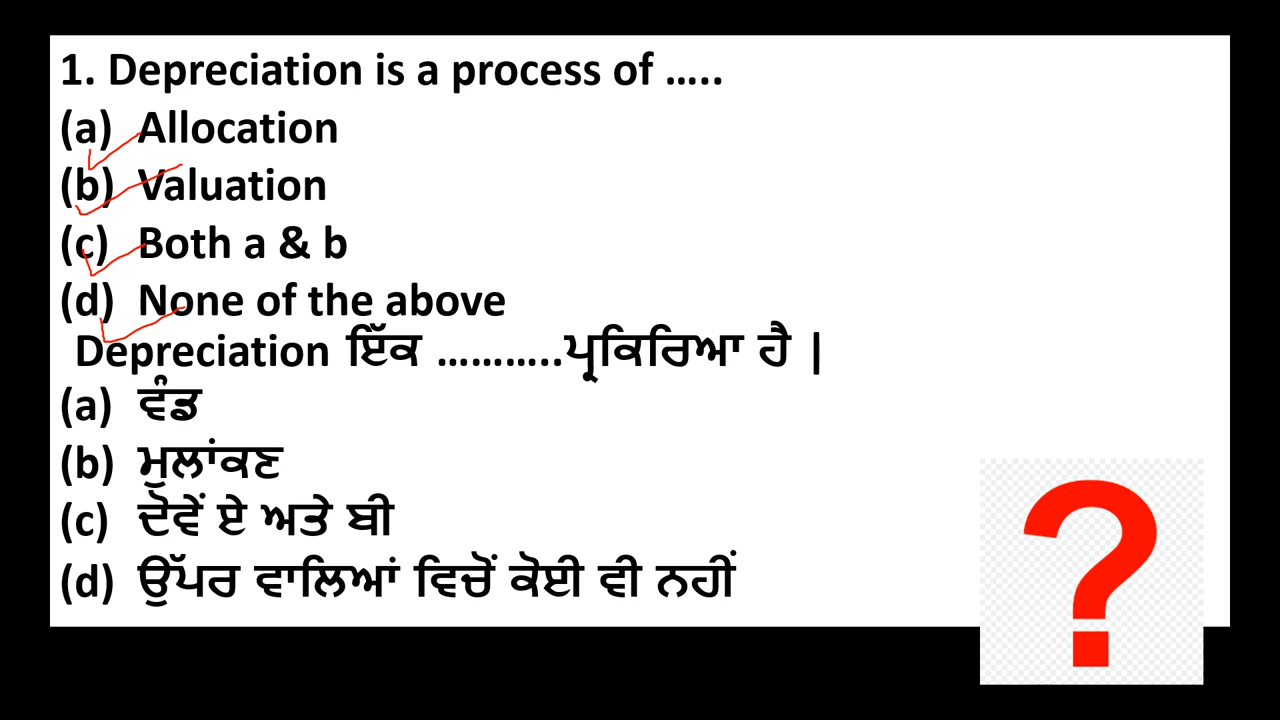 1. Depreciation is a process of …..
(a) Allocation
(b) Valuation
(c) Both a & b
(d) None of the above
Depreciation ਇੱਕ ………..ਪ੍ਰਕਿਰਿਆ ਹੈ |
(a) ਵੰਡ
(b) ਮੁਲਾਂਕਣ
(c) ਦੋਵੇਂ ਏ ਅਤੇ ਬੀ
(d) ਉੱਪਰ ਵਾਲਿਆਂ ਵਿਚੋਂ ਕੋਈ ਵੀ ਨਹੀਂ
?